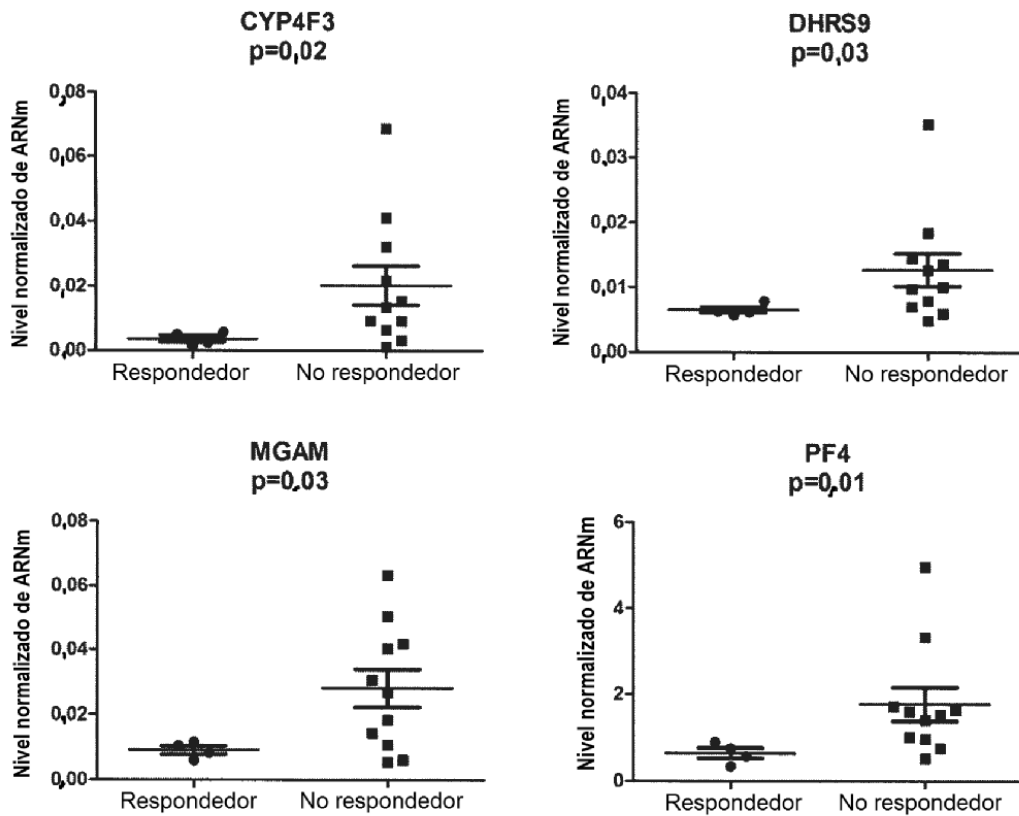 CYP4F3
p=0,02
Nivel normalizado de ARNm
0,08
0,06
0,04
0,02
0,00
Respondedor No respondedor
DHRS9
p=0,03
Nivel normalizado de ARNm
0,04
0,03
0,02
0,01
0,00
Respondedor No respondedor
MGAM
p=0,03
Nivel normalizado de ARNm
0,08
0,06
0,04
0,02
0,00
Respondedor No respondedor
PF4
p=0,01
Nivel normalizado de ARNm
6
4
2
0
Respondedor No respondedor